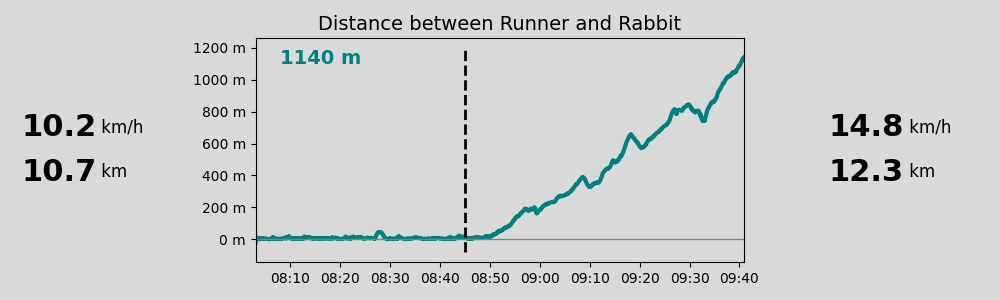 Distance between Runner and Rabbit
10.2 km/h
10.7 km
1140 m
1200 m
1000 m
800 m
600 m
400 m
200 m
0 m
08:10 08:20 08:30 08:40 08:50 09:00 09:10 09:20 09:30 09:40
14.8 km/h
12.3 km